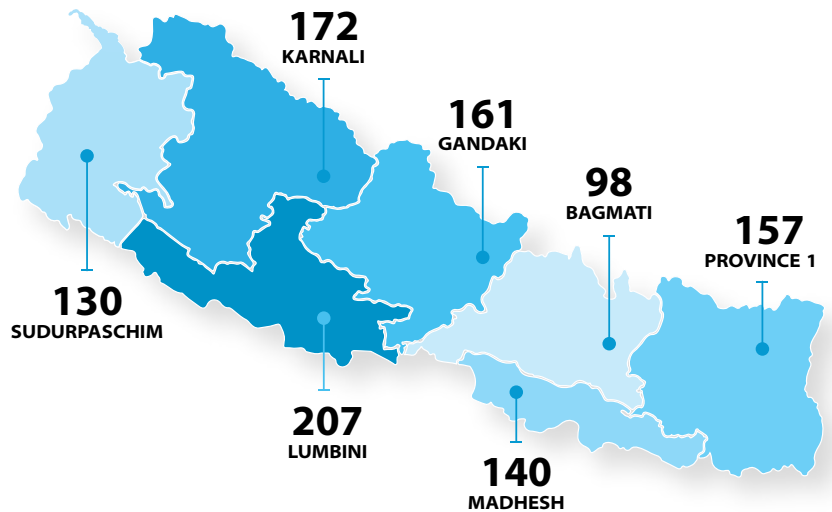 172
KARNALI
161
GANDAKI
98
BAGMATI
157
PROVINCE 1
130
SUDURPASCHIM
207
LUMBINI
140
MADHESH